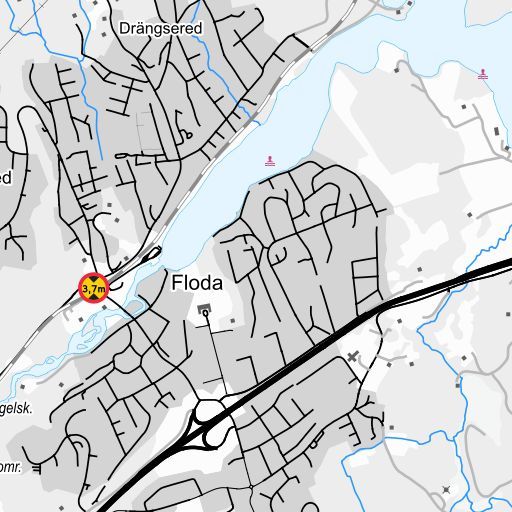 Drängsered
ed
3,7m
Floda
gelsk.
omr.